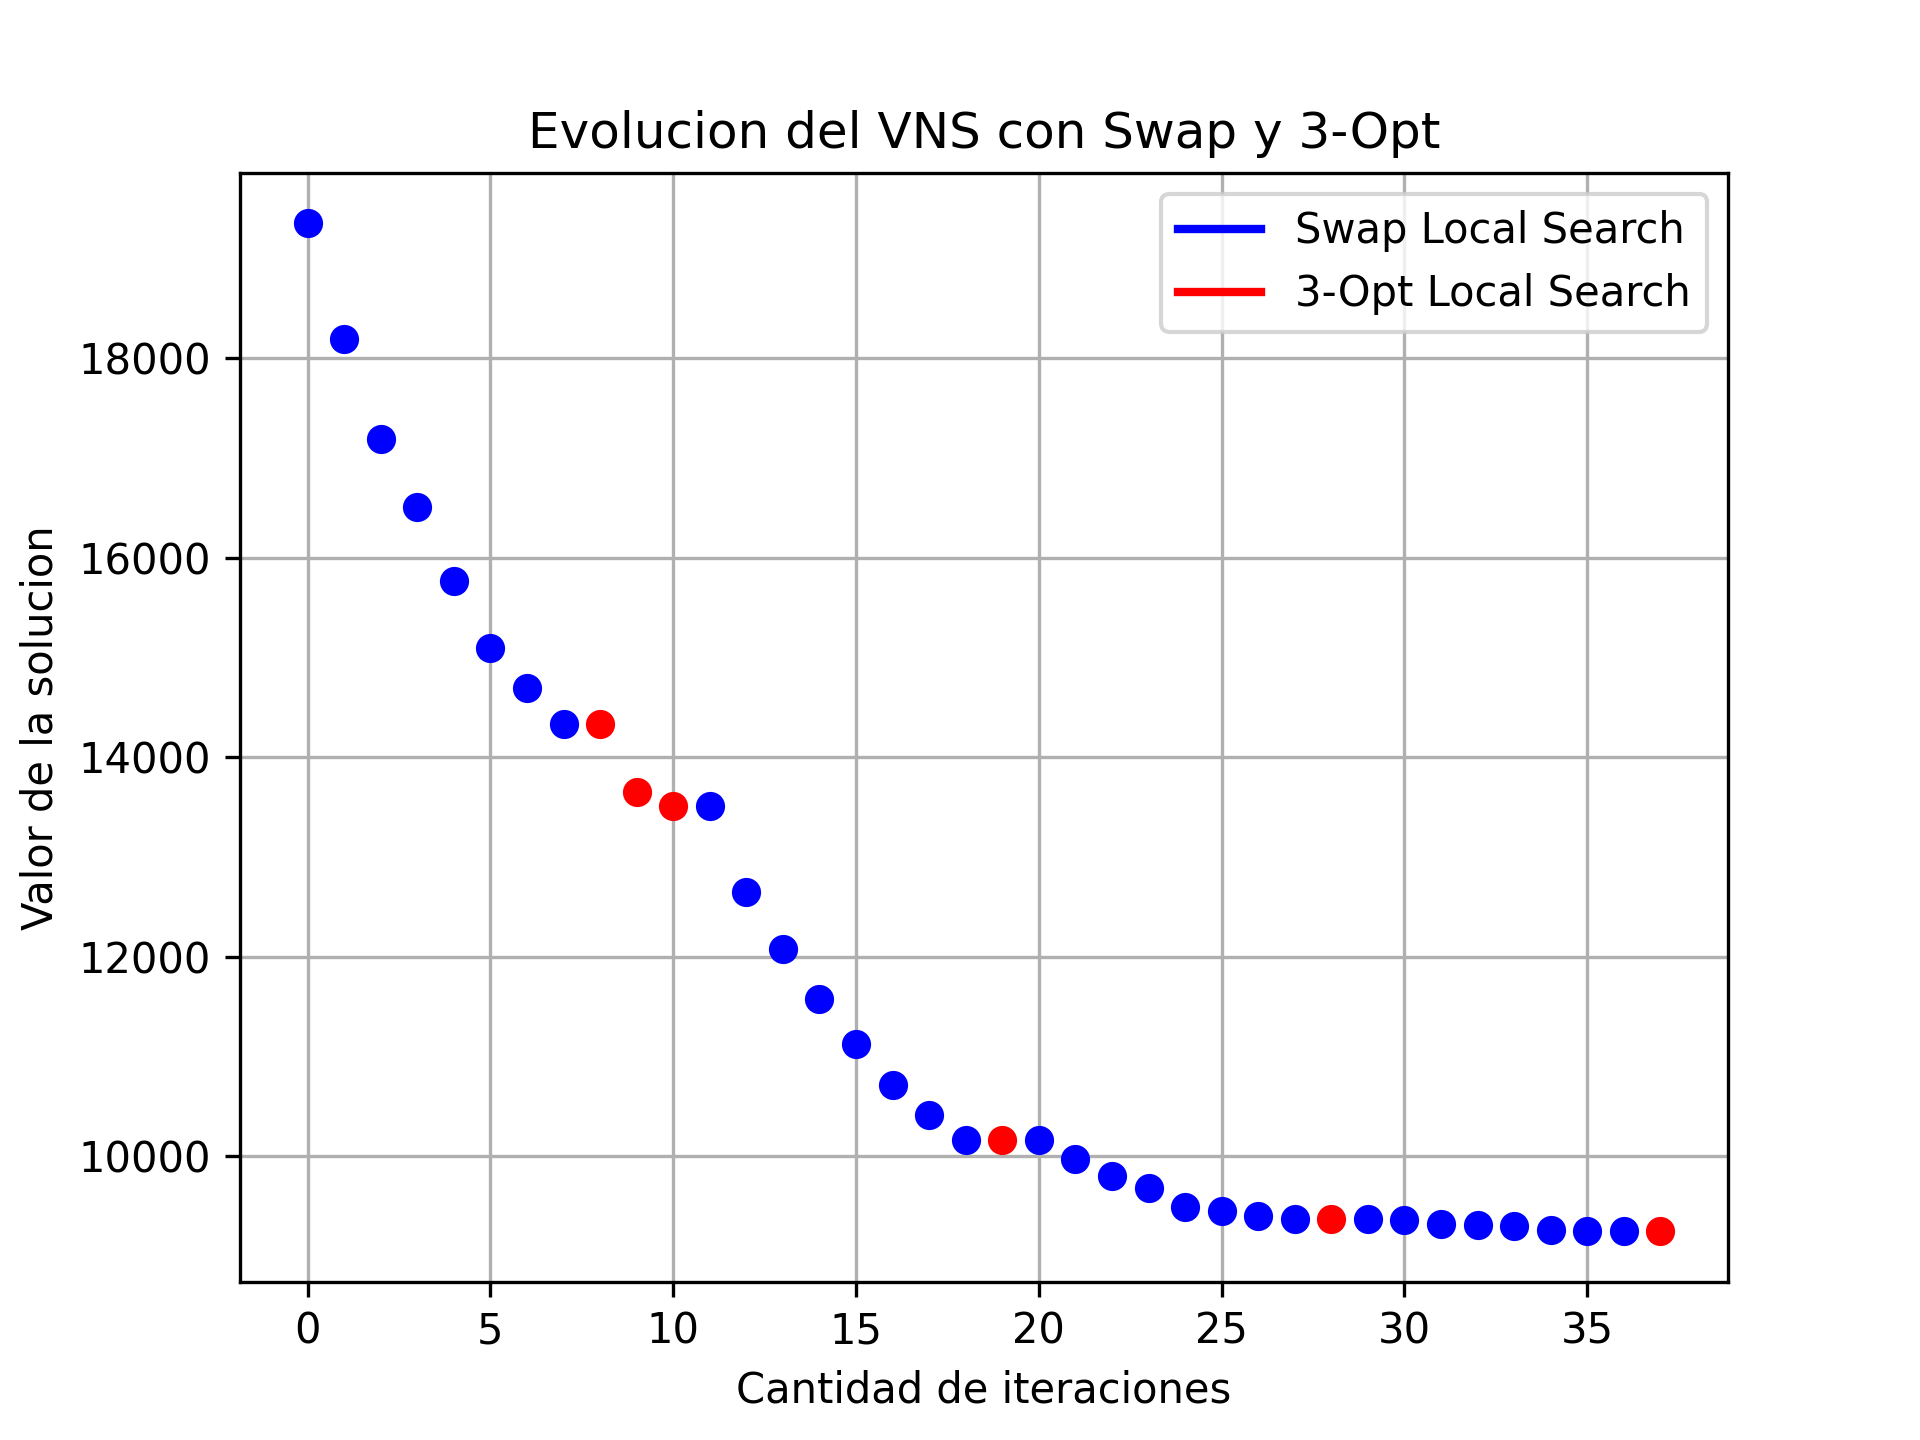 Evolucion del VNS con Swap y 3-Opt
Swap Local Search
3-Opt Local Search
18000
16000
14000
12000
10000
Valor de la solucion
0 5 10 15 20 25 30 35
Cantidad de iteraciones